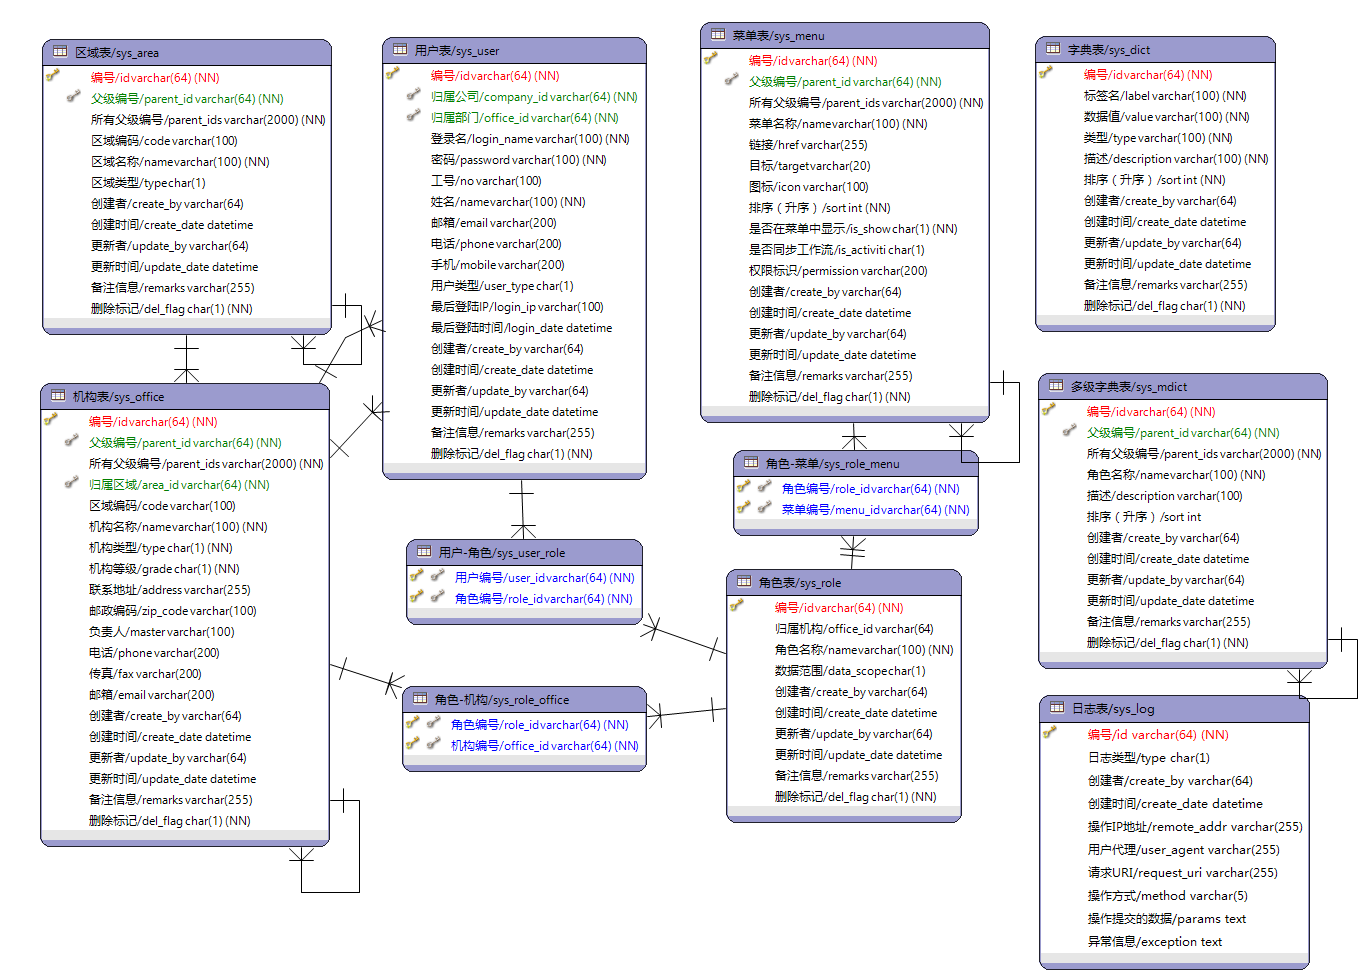 区域表/sys_area
编号/id varchar(64) (NN)
父级编号/parent_id varchar(64) (NN)
所有父级编号/parent_ids varchar(2000) (NN)
区域编码/code varchar(100)
区域名称/name varchar(100) (NN)
区域类型/type char(1)
创建者/create_by varchar(64)
创建时间/create_date datetime
更新者/update_by varchar(64)
更新时间/update_date datetime
备注信息/remarks varchar(255)
删除标记/del_flag char(1) (NN)
用户表/sys_user
编号/id varchar(64) (NN)
归属公司/company_id varchar(64) (NN)
归属部门/office_id varchar(64) (NN)
登录名/login_name varchar(100) (NN)
密码/password varchar(100) (NN)
工号/no varchar(100)
姓名/name varchar(100) (NN)
邮箱/email varchar(200)
电话/phone varchar(200)
手机/mobile varchar(200)
用户类型/user_type char(1)
最后登陆IP/login_ip varchar(100)
最后登陆时间/login_date datetime
创建者/create_by varchar(64)
创建时间/create_date datetime
更新者/update_by varchar(64)
更新时间/update_date datetime
备注信息/remarks varchar(255)
删除标记/del_flag char(1) (NN)
菜单表/sys_menu
编号/id varchar(64) (NN)
父级编号/parent_id varchar(64) (NN)
所有父级编号/parent_ids varchar(2000) (NN)
菜单名称/name varchar(100) (NN)
链接/href varchar(255)
目标/target varchar(20)
图标/icon varchar(100)
排序（升序）/sort int (NN)
是否在菜单中显示/is_show char(1) (NN)
是否同步工作流/is_activiti char(1)
权限标识/permission varchar(200)
创建者/create_by varchar(64)
创建时间/create_date datetime
更新者/update_by varchar(64)
更新时间/update_date datetime
备注信息/remarks varchar(255)
删除标记/del_flag char(1) (NN)
字典表/sys_dict
编号/id varchar(64) (NN)
标签名/label varchar(100) (NN)
数据值/value varchar(100) (NN)
类型/type varchar(100) (NN)
描述/description varchar(100) (NN)
排序（升序）/sort int (NN)
创建者/create_by varchar(64)
创建时间/create_date datetime
更新者/update_by varchar(64)
更新时间/update_date datetime
备注信息/remarks varchar(255)
删除标记/del_flag char(1) (NN)
机构表/sys_office
编号/id varchar(64) (NN)
父级编号/parent_id varchar(64) (NN)
所有父级编号/parent_ids varchar(2000) (NN)
归属区域/area_id varchar(64) (NN)
区域编码/code varchar(100)
机构名称/name varchar(100) (NN)
机构类型/type char(1) (NN)
机构等级/grade char(1) (NN)
联系地址/address varchar(255)
邮政编码/zip_code varchar(100)
负责人/master varchar(100)
电话/phone varchar(200)
传真/fax varchar(200)
邮箱/email varchar(200)
创建者/create_by varchar(64)
创建时间/create_date datetime
更新者/update_by varchar(64)
更新时间/update_date datetime
备注信息/remarks varchar(255)
删除标记/del_flag char(1) (NN)
用户-角色/sys_user_role
用户编号/user_id varchar(64) (NN)
角色编号/role_id varchar(64) (NN)
角色-机构/sys_role_office
角色编号/role_id varchar(64) (NN)
机构编号/office_id varchar(64) (NN)
角色-菜单/sys_role_menu
角色编号/role_id varchar(64) (NN)
菜单编号/menu_id varchar(64) (NN)
角色表/sys_role
编号/id varchar(64) (NN)
归属机构/office_id varchar(64)
角色名称/name varchar(100) (NN)
数据范围/data_scope char(1)
创建者/create_by varchar(64)
创建时间/create_date datetime
更新者/update_by varchar(64)
更新时间/update_date datetime
备注信息/remarks varchar(255)
删除标记/del_flag char(1) (NN)
多级字典表/sys_mdict
编号/id varchar(64) (NN)
父级编号/parent_id varchar(64) (NN)
所有父级编号/parent_ids varchar(2000) (NN)
角色名称/name varchar(100) (NN)
描述/description varchar(100)
排序（升序）/sort int
创建者/create_by varchar(64)
创建时间/create_date datetime
更新者/update_by varchar(64)
更新时间/update_date datetime
备注信息/remarks varchar(255)
删除标记/del_flag char(1) (NN)
日志表/sys_log
编号/id varchar(64) (NN)
日志类型/type char(1)
创建者/create_by varchar(64)
创建时间/create_date datetime
操作IP地址/remote_addr varchar(255)
用户代理/user_agent varchar(255)
请求URI/request_uri varchar(255)
操作方式/method varchar(5)
操作提交的数据/params text
异常信息/exception text